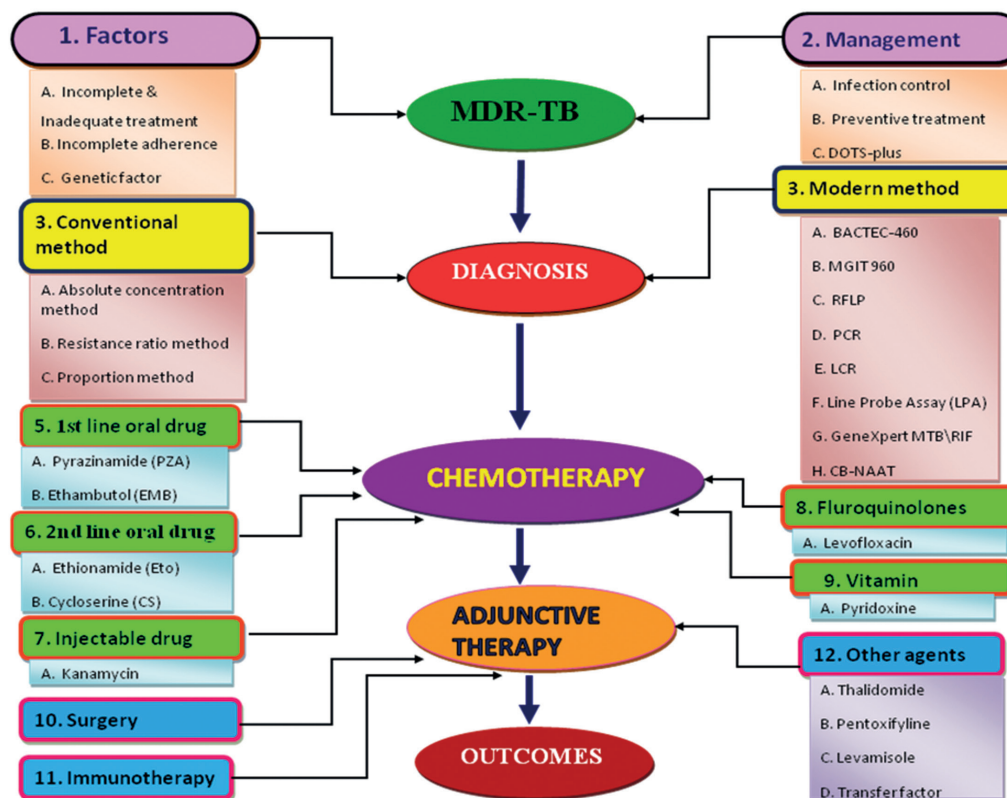 1. Factors
A. Incomplete &
Inadequate treatment
B. Incomplete adherence
C. Genetic factor
2. Management
A. Infection control
B. Preventive treatment
C. DOTS-plus
MDR-TB
3. Conventional
method
A. Absolute concentration
method
B. Resistance ratio method
C. Proportion method
3. Modern method
A. BACTEC-460
B. MGIT 960
C. RFLP
D. PCR
E. LCR
F. Line Probe Assay (LPA)
G. GeneXpert MTB\RIF
H. CB-NAAT
DIAGNOSIS
5. 1st line oral drug
A. Pyrazinamide (PZA)
B. Ethambutol (EMB)
6. 2nd line oral drug
A. Ethionamide (Eto)
B. Cycloserine (CS)
7. Injectable drug
A. Kanamycin
CHEMOTHERAPY
8. Fluroquinolones
A. Levofloxacin
9. Vitamin
A. Pyridoxine
ADJUNCTIVE
THERAPY
10. Surgery
11. Immunotherapy
12. Other agents
A. Thalidomide
B. Pentoxifyline
C. Levamisole
D. Transfer factor
OUTCOMES